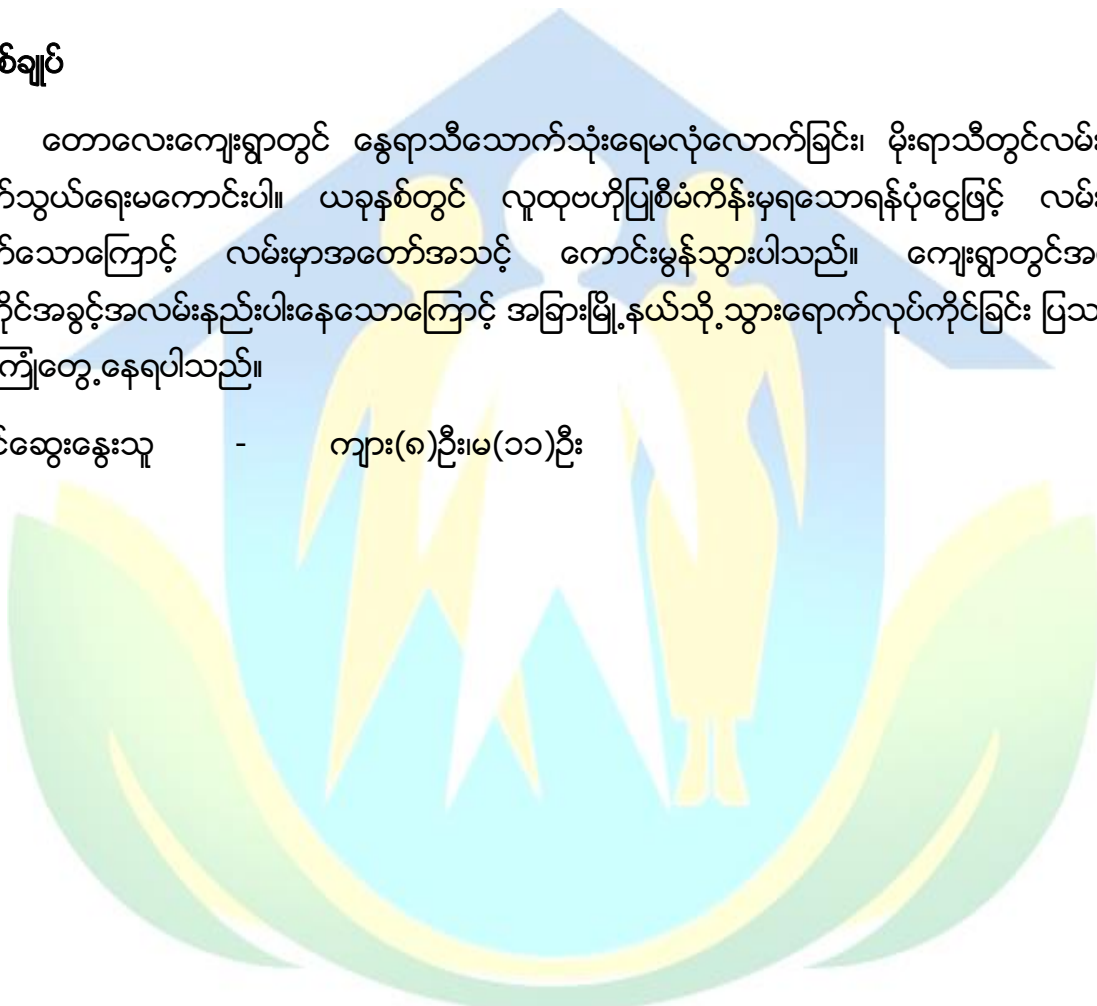 စ်ချုပ်
တောလေးကျေးရွာတွင် နွေရာသီသောက်သုံးရေမလုံလောက်ခြင်း၊ မိုးရာသီတွင်လမ်း
သွယ်ရေးမကောင်းပါ။ ယခုနှစ်တွင် လူထုဗဟိုပြုစီမံကိန်းမှရသောရန်ပုံငွေဖြင့် လမ်း
သောကြောင့် လမ်းမှာအတော်အသင့် ကောင်းမွန်သွားပါသည်။ ကျေးရွာတွင်အ
ကိုင်အခွင့်အလမ်းနည်းပါးနေသောကြောင့် အခြားမြို့နယ်သို့သွားရောက်လုပ်ကိုင်ခြင်း ပြသ
ကြုံတွေ့နေရပါသည်။
ဆွေးနွေးသူ - ကျား(၈)ဦး၊မ(၁၁)ဦး